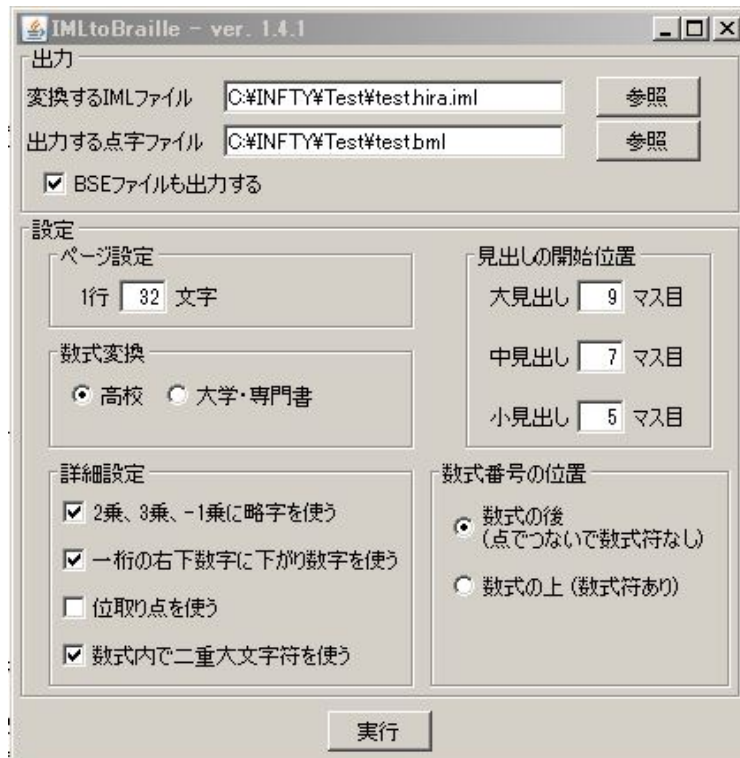 IMLtoBraille - ver. 1.4.1
出力
変換するIMLファイル C:¥INFTY¥Test¥test.hira.iml 参照
出力する点字ファイル C:¥INFTY¥Test¥test.bml 参照
BSEファイルも出力する
設定
ページ設定
1行 32 文字
数式変換
高校 大学・専門書
見出しの開始位置
大見出し 9 マス目
中見出し 7 マス目
小見出し 5 マス目
詳細設定
2乗、3乗、-1乗に略字を使う
一桁の右下数字に下がり数字を使う
位取り点を使う
数式内で二重大文字符を使う
数式番号の位置
数式の後
(点でつないで数式符なし)
数式の上 (数式符あり)
実行